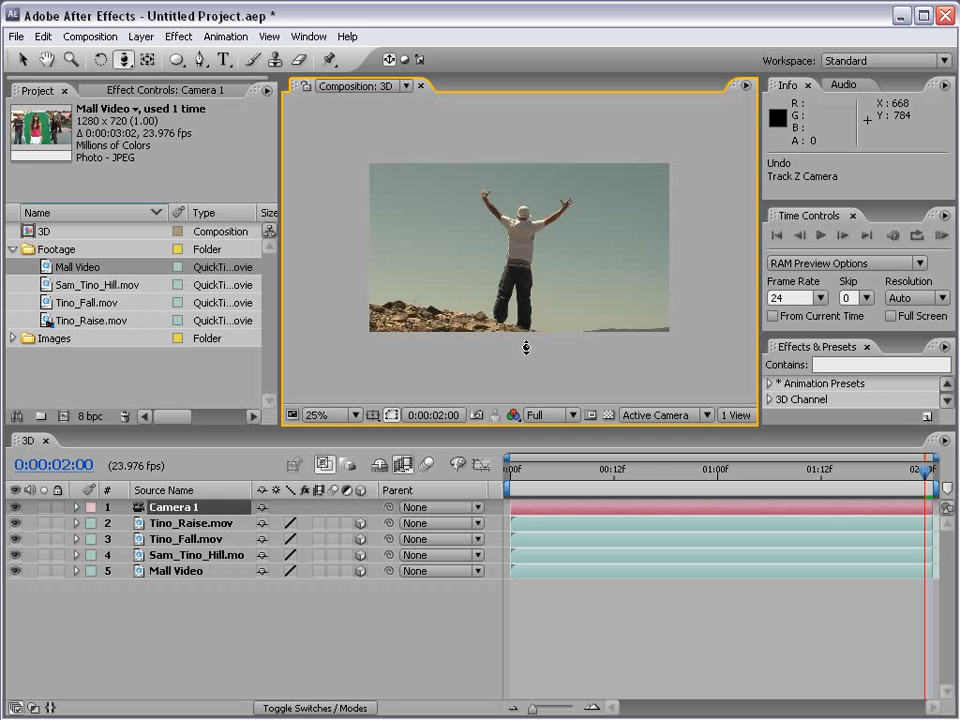 Adobe After Effects - Untitled Project.aep *
File Edit Composition Layer Effect Animation View Window Help
Workspace: Standard
Project Effect Controls: Camera 1
Mall Video, used 1 time
1280 x 720 (1.00)
Δ 0:00:03:02, 23.976 fps
Millions of Colors
Photo - JPEG
Name Type Size
3D Composition
Footage Folder
Mall Video QuickTi...ovie
Sam_Tino_Hill.mov QuickTi...ovie
Tino_Fall.mov QuickTi...ovie
Tino_Raise.mov QuickTi...ovie
Images Folder
8 bpc
Composition: 3D
25% 0:00:02:00 Full Active Camera 1 View
Info Audio
R :
G :
B :
A : 0
X : 668
Y : 784
Undo
Track Z Camera
Time Controls
RAM Preview Options
Frame Rate Skip Resolution
24 0 Auto
From Current Time Full Screen
Effects & Presets
Contains:
* Animation Presets
3D Channel
3D
0:00:02:00 (23.976 fps)
:00f 00:12f 01:00f 01:12f
# Source Name Parent
1 Camera 1 None
2 Tino_Raise.mov None
3 Tino_Fall.mov None
4 Sam_Tino_Hill.mo None
5 Mall Video None
Toggle Switches / Modes